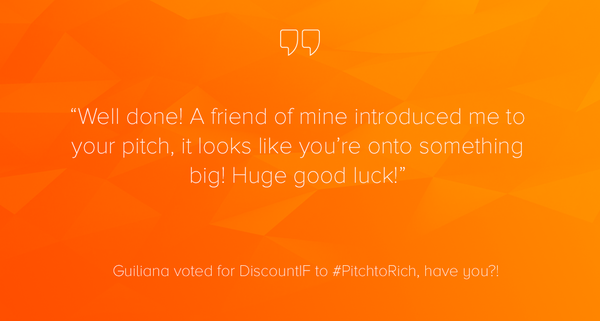 “Well done! A friend of mine introduced me to
your pitch, it looks like you’re onto something
big! Huge good luck!”
Guiliana voted for DiscountIF to #PitchtoRich, have you?!